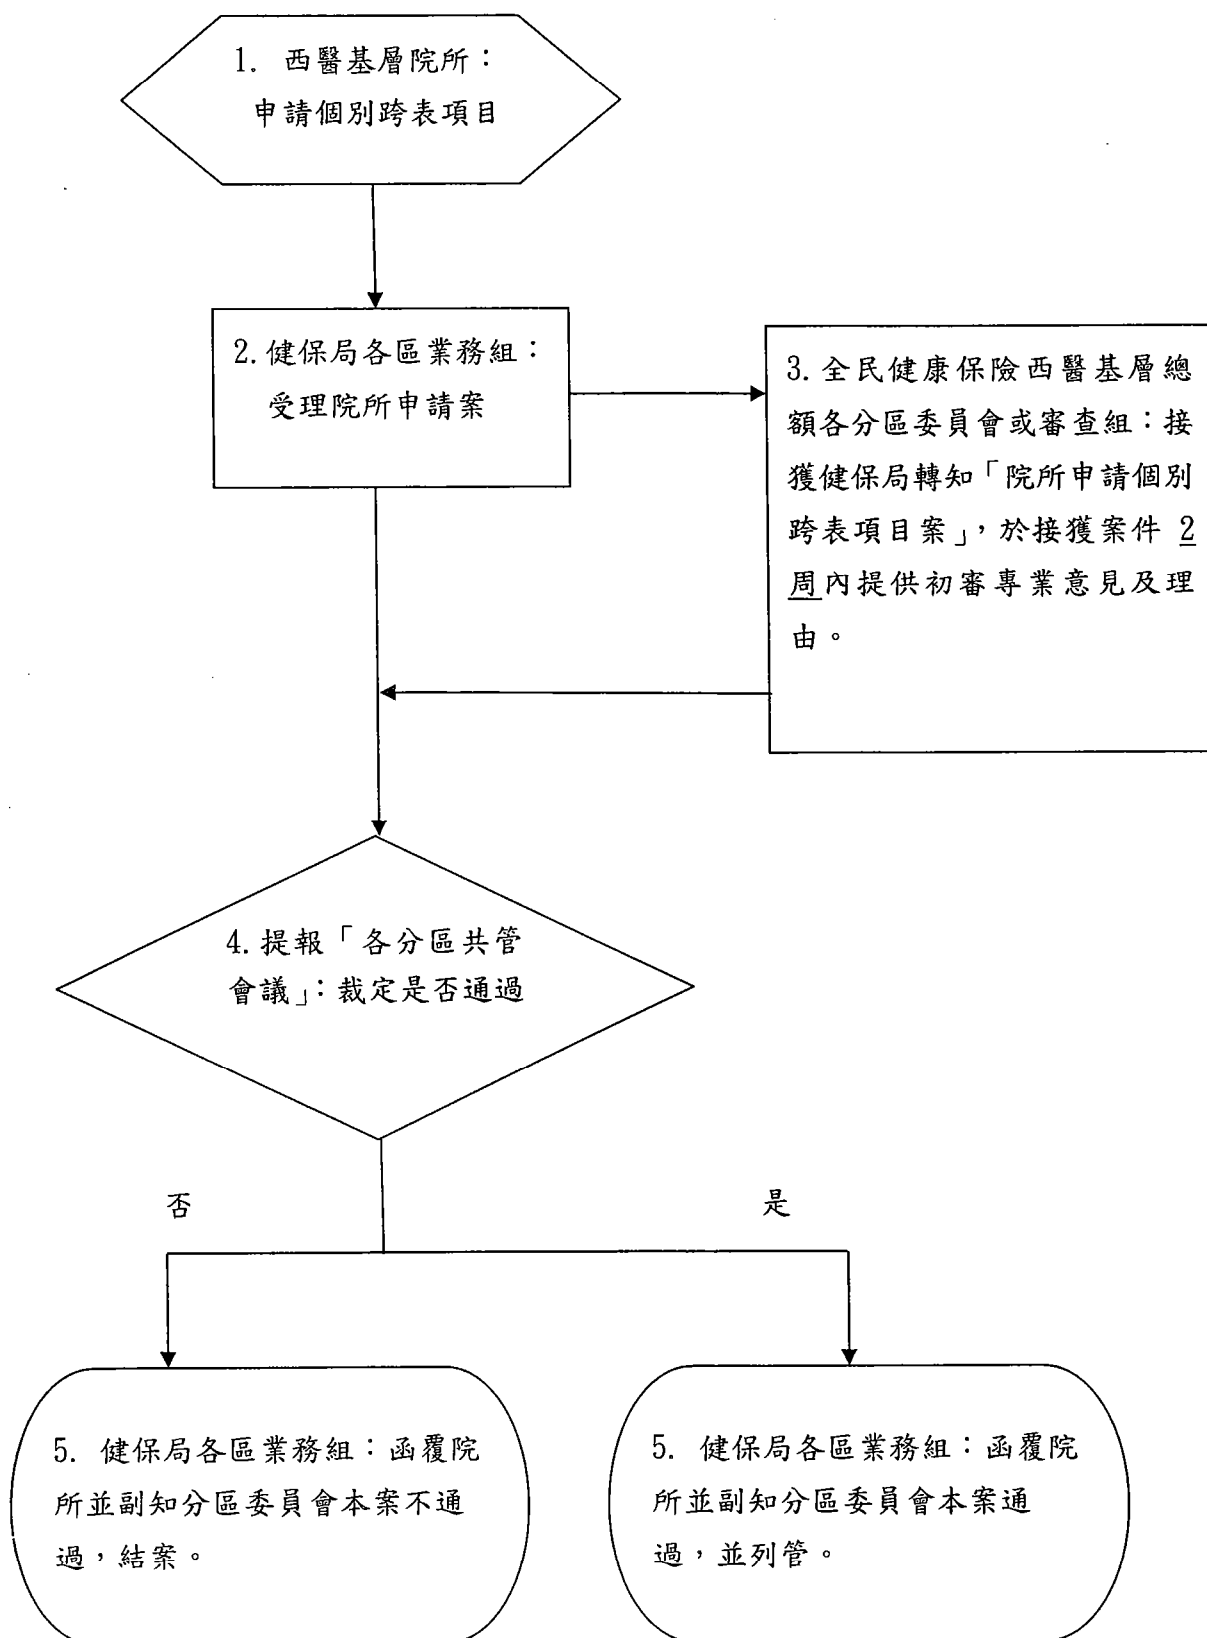 1. 西醫基層院所：
申請個別跨表項目
2.健保局各區業務組：
受理院所申請案
3.全民健康保險西醫基層總
額各分區委員會或審查組：接
獲健保局轉知「院所申請個別
跨表項目案」，於接獲案件 2
周內提供初審專業意見及理
由。
4.提報「各分區共管
會議」：裁定是否通過
否
是
5. 健保局各區業務組：函覆院
所並副知分區委員會本案不通
過，結案。
5. 健保局各區業務組：函覆院
所並副知分區委員會本案通
過，並列管。